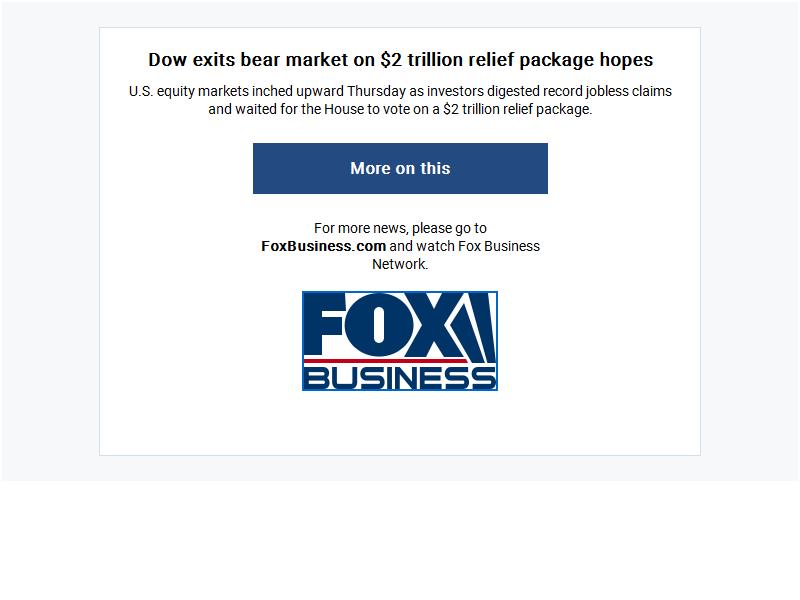 Dow exits bear market on $2 trillion relief package hopes
U.S. equity markets inched upward Thursday as investors digested record jobless claims
and waited for the House to vote on a $2 trillion relief package.
More on this
For more news, please go to
FoxBusiness.com and watch Fox Business
Network.
FOX
BUSINESS